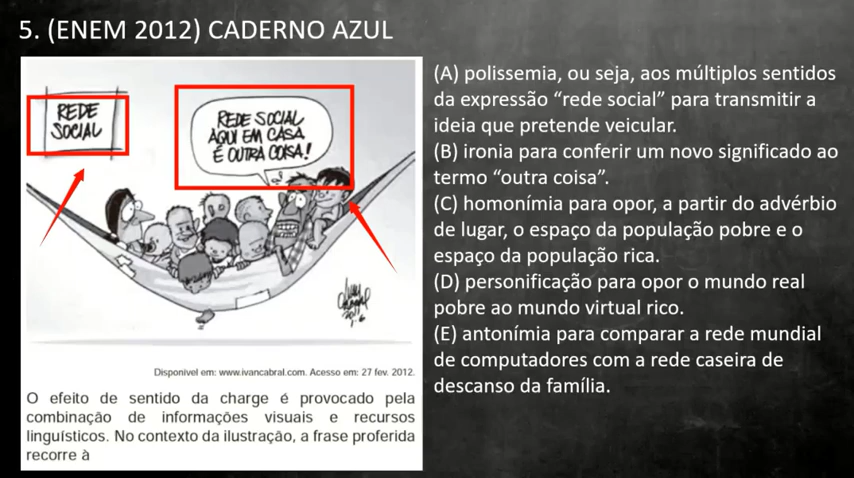 5. (ENEM 2012) CADERNO AZUL
REDE
SOCIAL
REDE SOCIAL
AQUI EM CASA
É OUTRA COISA!
Disponível em: www.ivancabral.com. Acesso em: 27 fev. 2012.
O efeito de sentido da charge é provocado pela
combinação de informações visuais e recursos
linguísticos. No contexto da ilustração, a frase proferida
recorre à
(A) polissemia, ou seja, aos múltiplos sentidos
da expressão “rede social” para transmitir a
ideia que pretende veicular.
(B) ironia para conferir um novo significado ao
termo “outra coisa”.
(C) homonímia para opor, a partir do advérbio
de lugar, o espaço da população pobre e o
espaço da população rica.
(D) personificação para opor o mundo real
pobre ao mundo virtual rico.
(E) antonímia para comparar a rede mundial
de computadores com a rede caseira de
descanso da família.